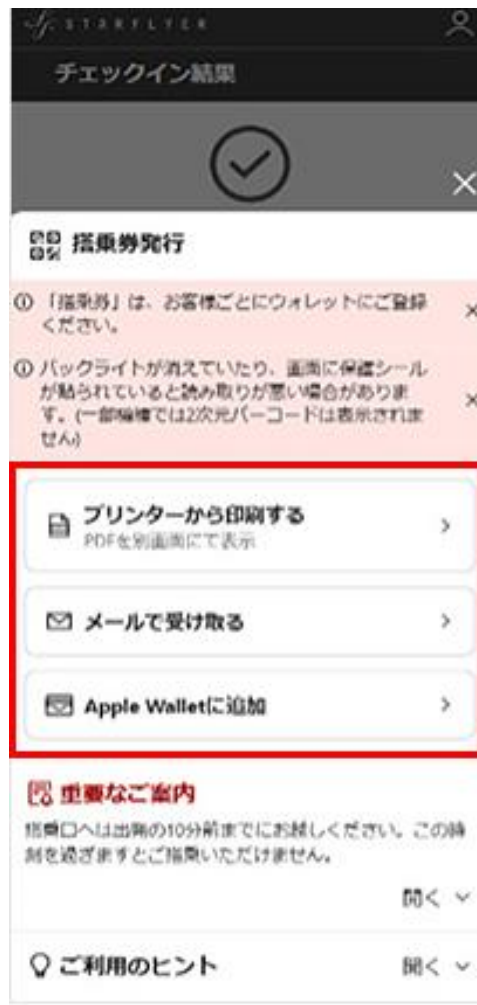 STARFLYER
チェックイン結果
搭乗券発行
「搭乗券」は、お客様ごとにウォレットにご登録
ください。
バックライトが消えていたり、画面に保護シール
が貼られていると読み取りが悪い場合がありま
す。(一部機種では2次元バーコードは表示されま
せん)
プリンターから印刷する
PDFを別画面にて表示
メールで受け取る
Apple Walletに追加
重要なご案内
搭乗口へは出発の10分前までにお越しください。この時
刻を過ぎますとご搭乗いただけません。
開く
ご利用のヒント
開く